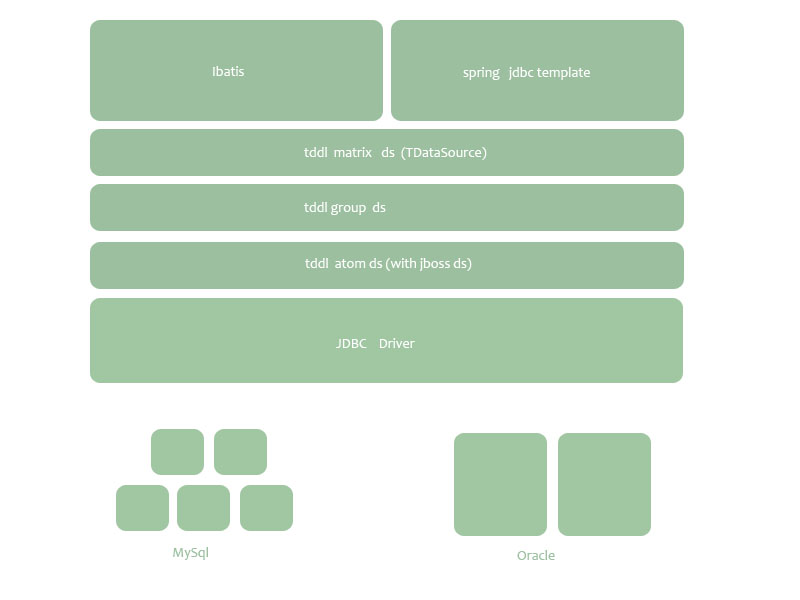 Ibatis
spring jdbc template
tddl matrix ds (TDataSource)
tddl group ds
tddl atom ds (with jboss ds)
JDBC Driver
MySql
Oracle